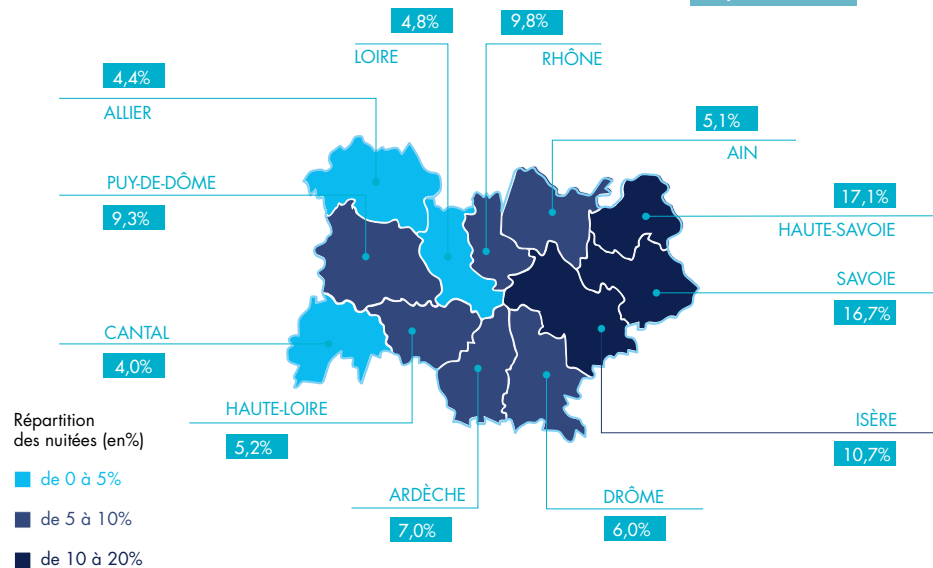 4,8%
LOIRE
9,8%
RHÔNE
4,4%
ALLIER
5,1%
AIN
PUY-DE-DÔME
9,3%
17,1%
HAUTE-SAVOIE
SAVOIE
16,7%
CANTAL
4,0%
HAUTE-LOIRE
5,2%
ISÈRE
10,7%
ARDÈCHE
7,0%
DRÔME
6,0%
Répartition
des nuitées (en%)
de 0 à 5%
de 5 à 10%
de 10 à 20%